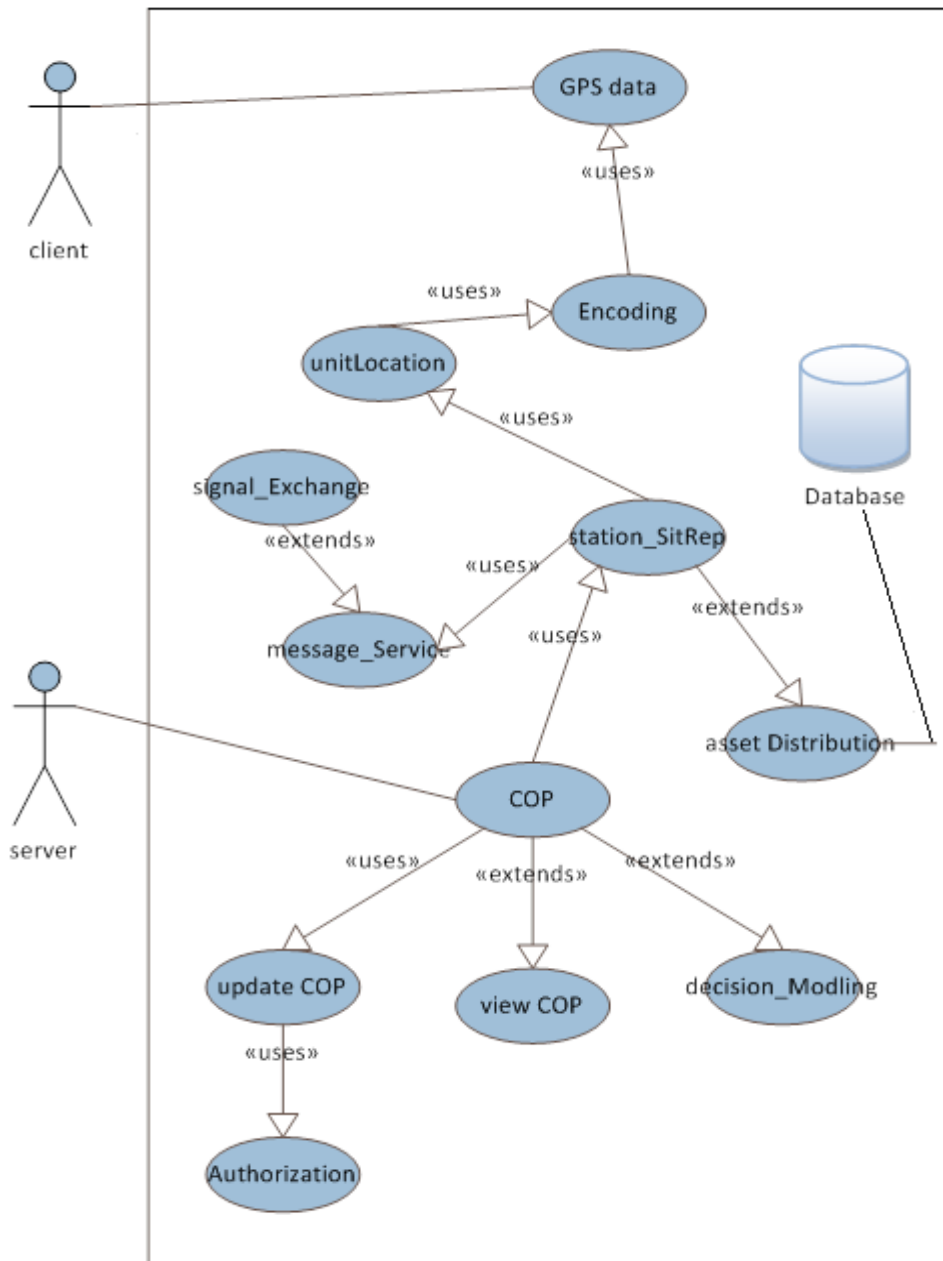 GPS data
«uses»
client
Encoding
«uses»
unitLocation
«uses»
signal_Exchange
Database
«extends»
station_SitRep
«uses»
«extends»
message_Service
«uses»
asset Distribution
COP
server
«uses»
«extends»
«extends»
update COP
view COP
decision_Modling
«uses»
Authorization